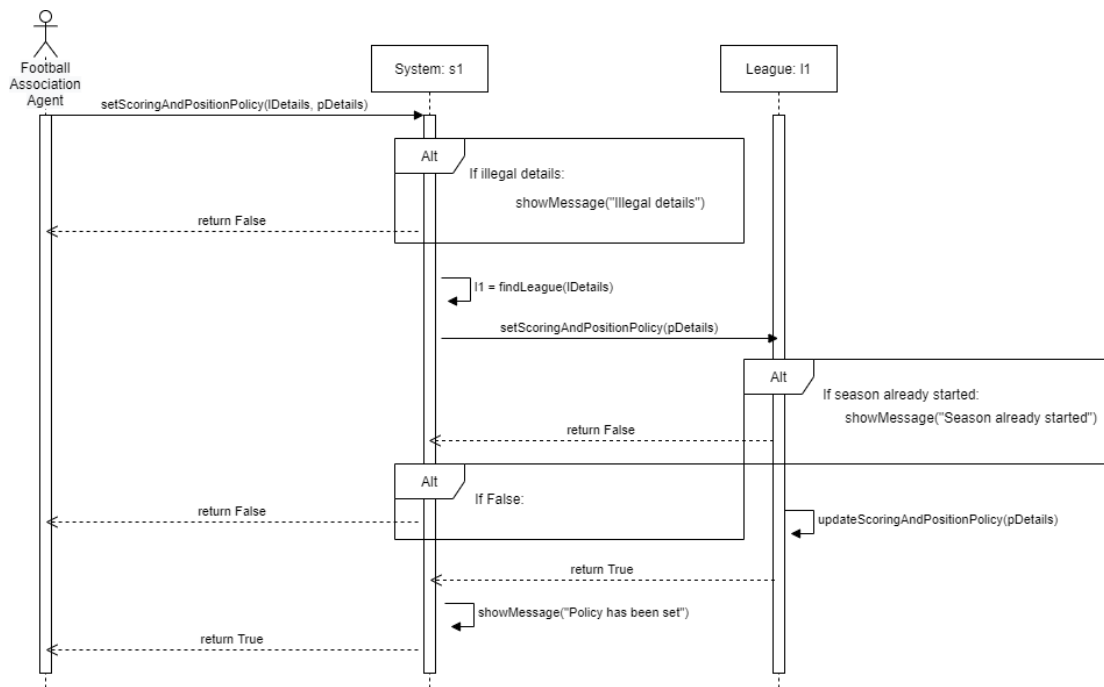 Football
Association
Agent
System: s1
League: l1
setScoringAndPositionPolicy(lDetails, pDetails)
Alt
If illegal details:
showMessage("Illegal details")
return False
l1 = findLeague(lDetails)
setScoringAndPositionPolicy(pDetails)
Alt
If season already started:
showMessage("Season already started")
return False
Alt
If False:
return False
updateScoringAndPositionPolicy(pDetails)
return True
showMessage("Policy has been set")
return True